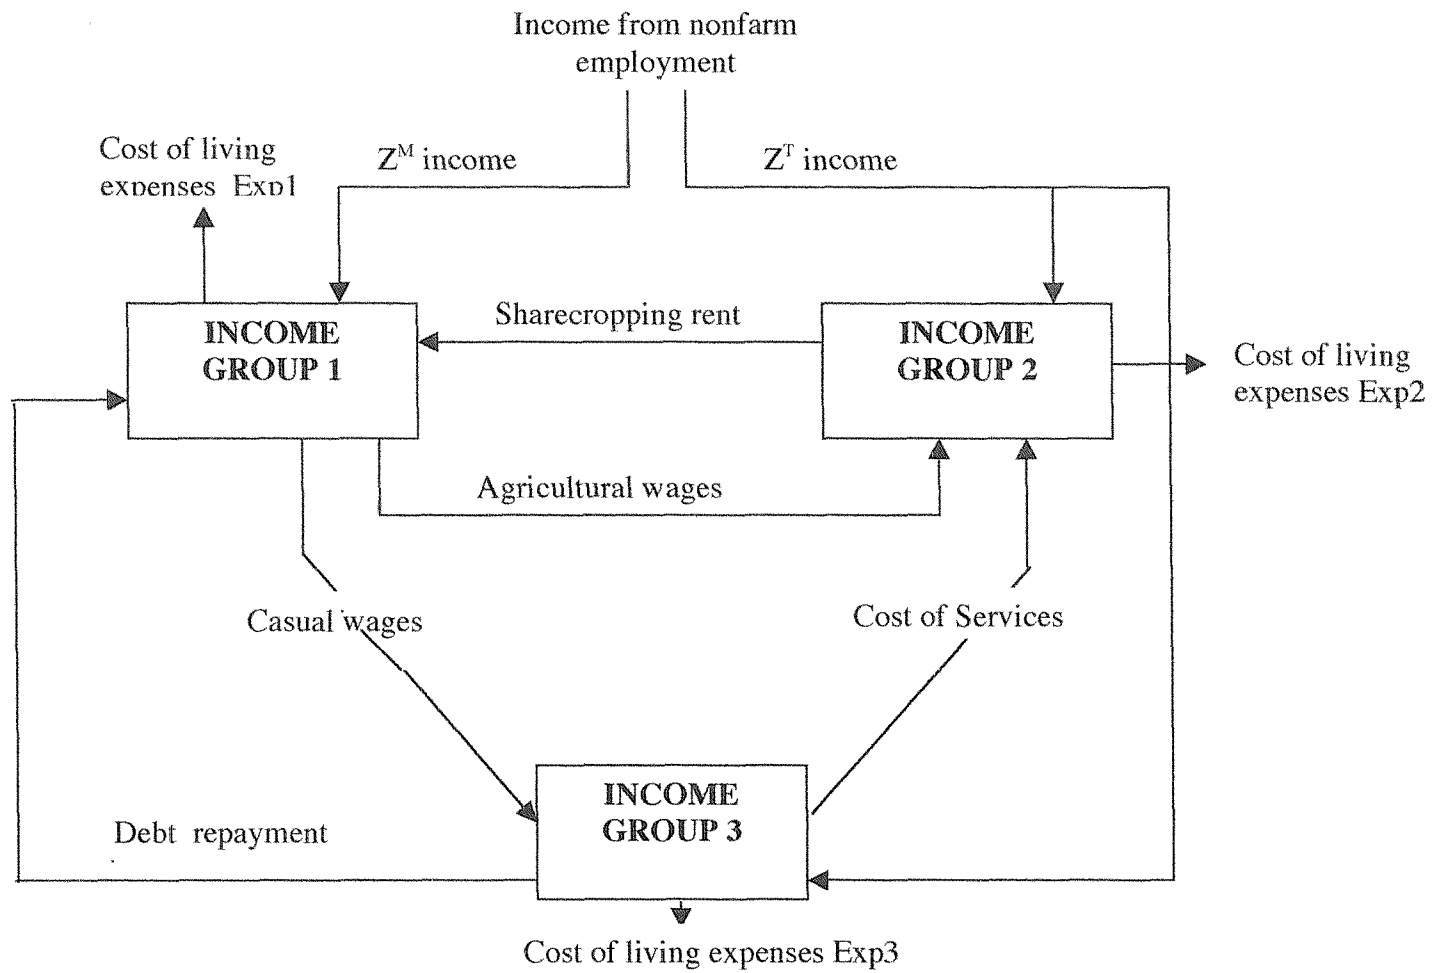 Income from nonfarm
employment
Cost of living
expenses Exp1
Z^M income
Z^T income
INCOME
GROUP 1
Sharecropping rent
INCOME
GROUP 2
Cost of living
expenses Exp2
Agricultural wages
Casual wages
Cost of Services
INCOME
GROUP 3
Debt repayment
Cost of living expenses Exp3